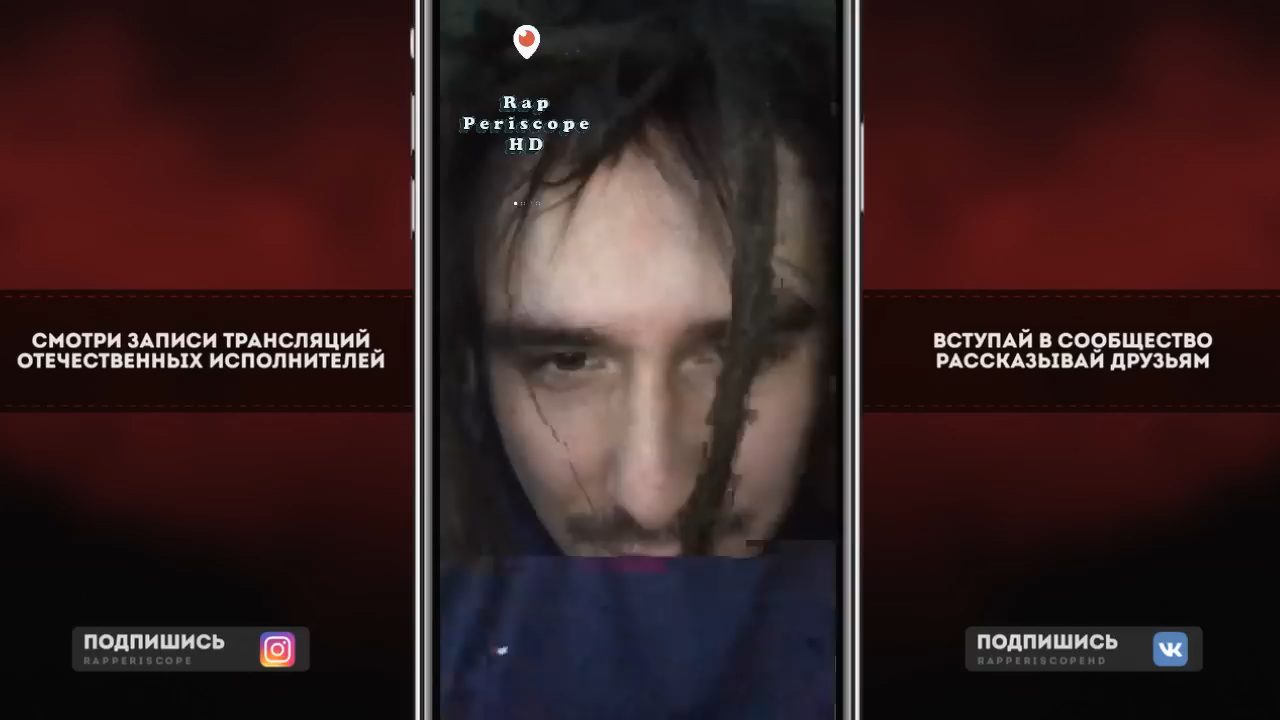 Rap
Periscope
HD
СМОТРИ ЗАПИСИ ТРАНСЛЯЦИЙ
ОТЕЧЕСТВЕННЫХ ИСПОЛНИТЕЛЕЙ
ВСТУПАЙ В СООБЩЕСТВО
РАССКАЗЫВАЙ ДРУЗЬЯМ
ПОДПИШИСЬ
RAPPERISCOPE
ПОДПИШИСЬ
RAPPERISCOPEHD